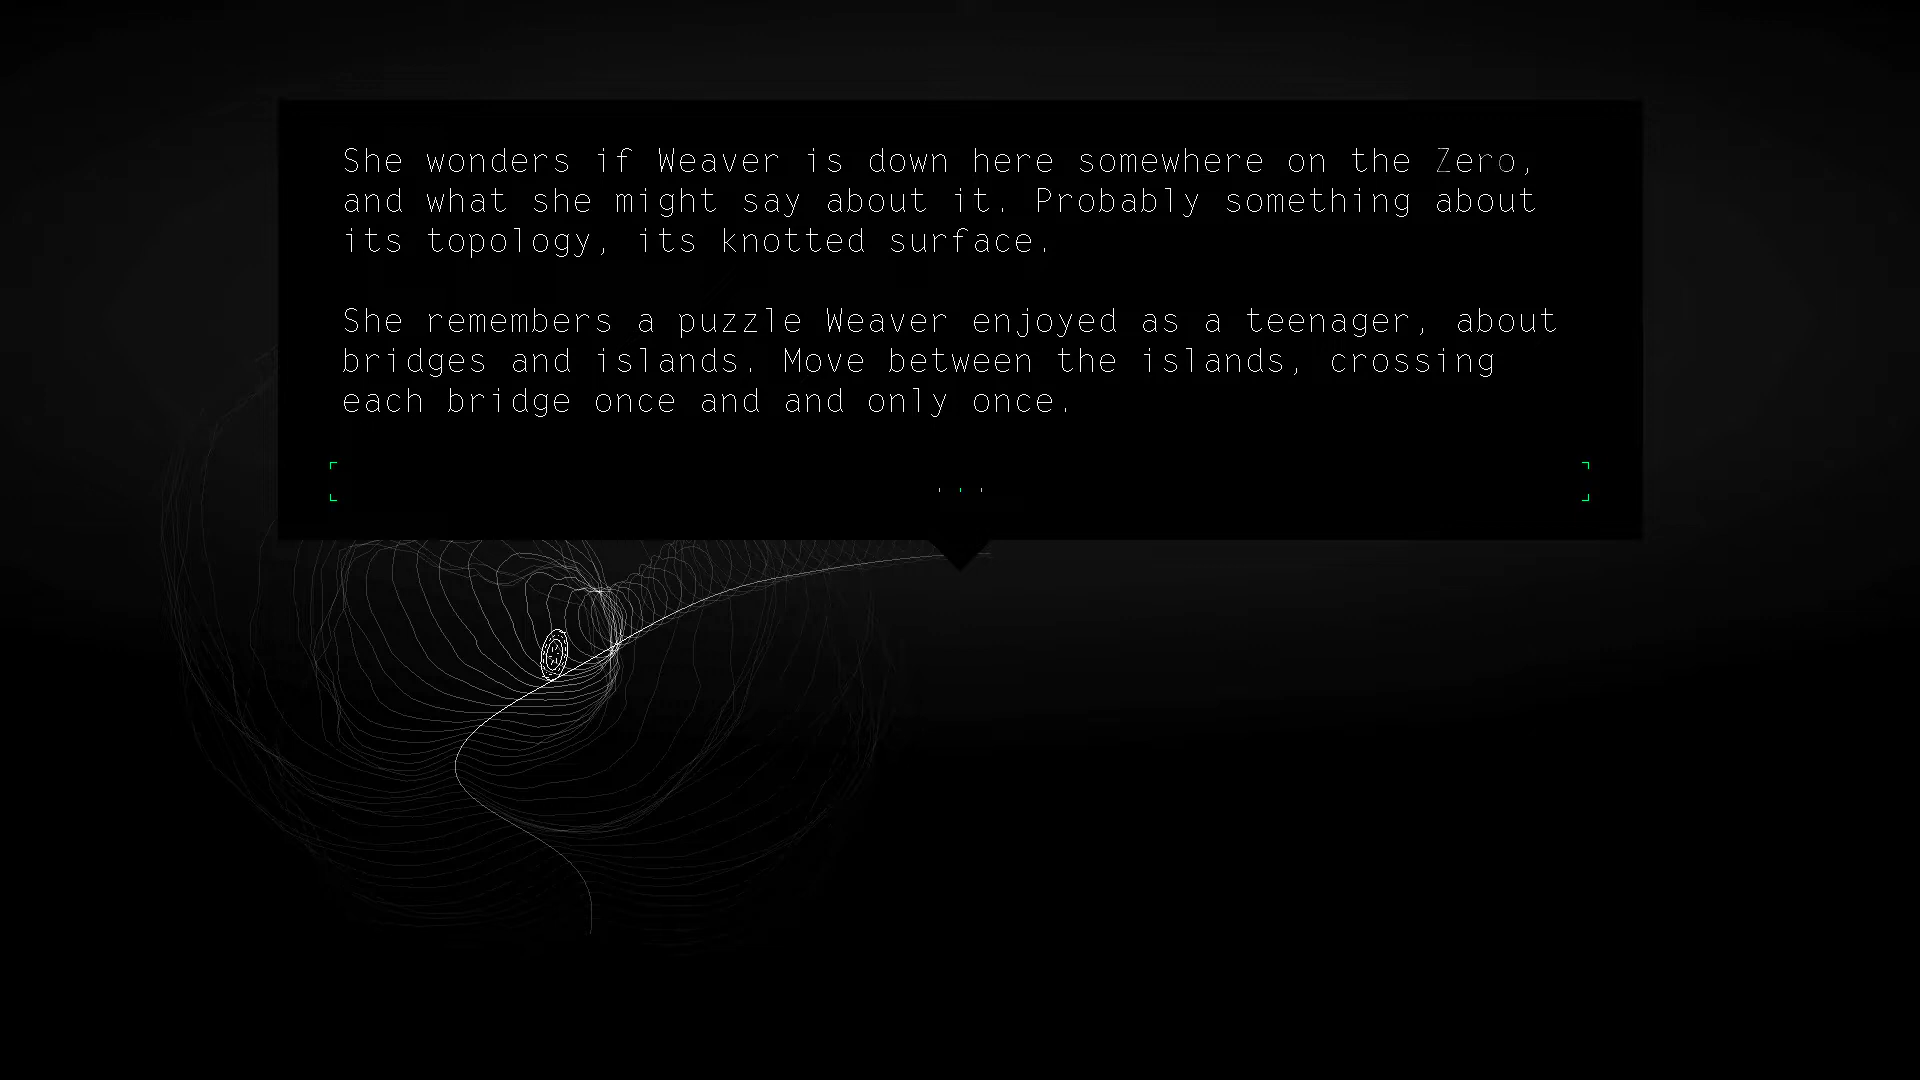 She wonders if Weaver is down here somewhere on the Zero,
and what she might say about it. Probably something about
its topology, its knotted surface.
She remembers a puzzle Weaver enjoyed as a teenager, about
bridges and islands. Move between the islands, crossing
each bridge once and and only once.
...